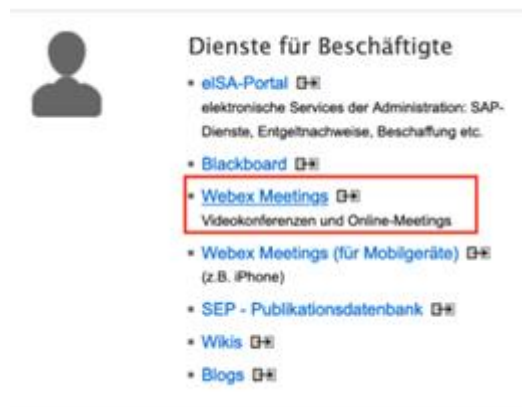 Dienste für Beschäftigte
eISA-Portal
elektronische Services der Administration: SAP-
Dienste, Entgeltnachweise, Beschaffung etc.
Blackboard
Webex Meetings
Videokonferenzen und Online-Meetings
Webex Meetings (für Mobilgeräte)
(z.B. iPhone)
SEP - Publikationsdatenbank
Wikis
Blogs